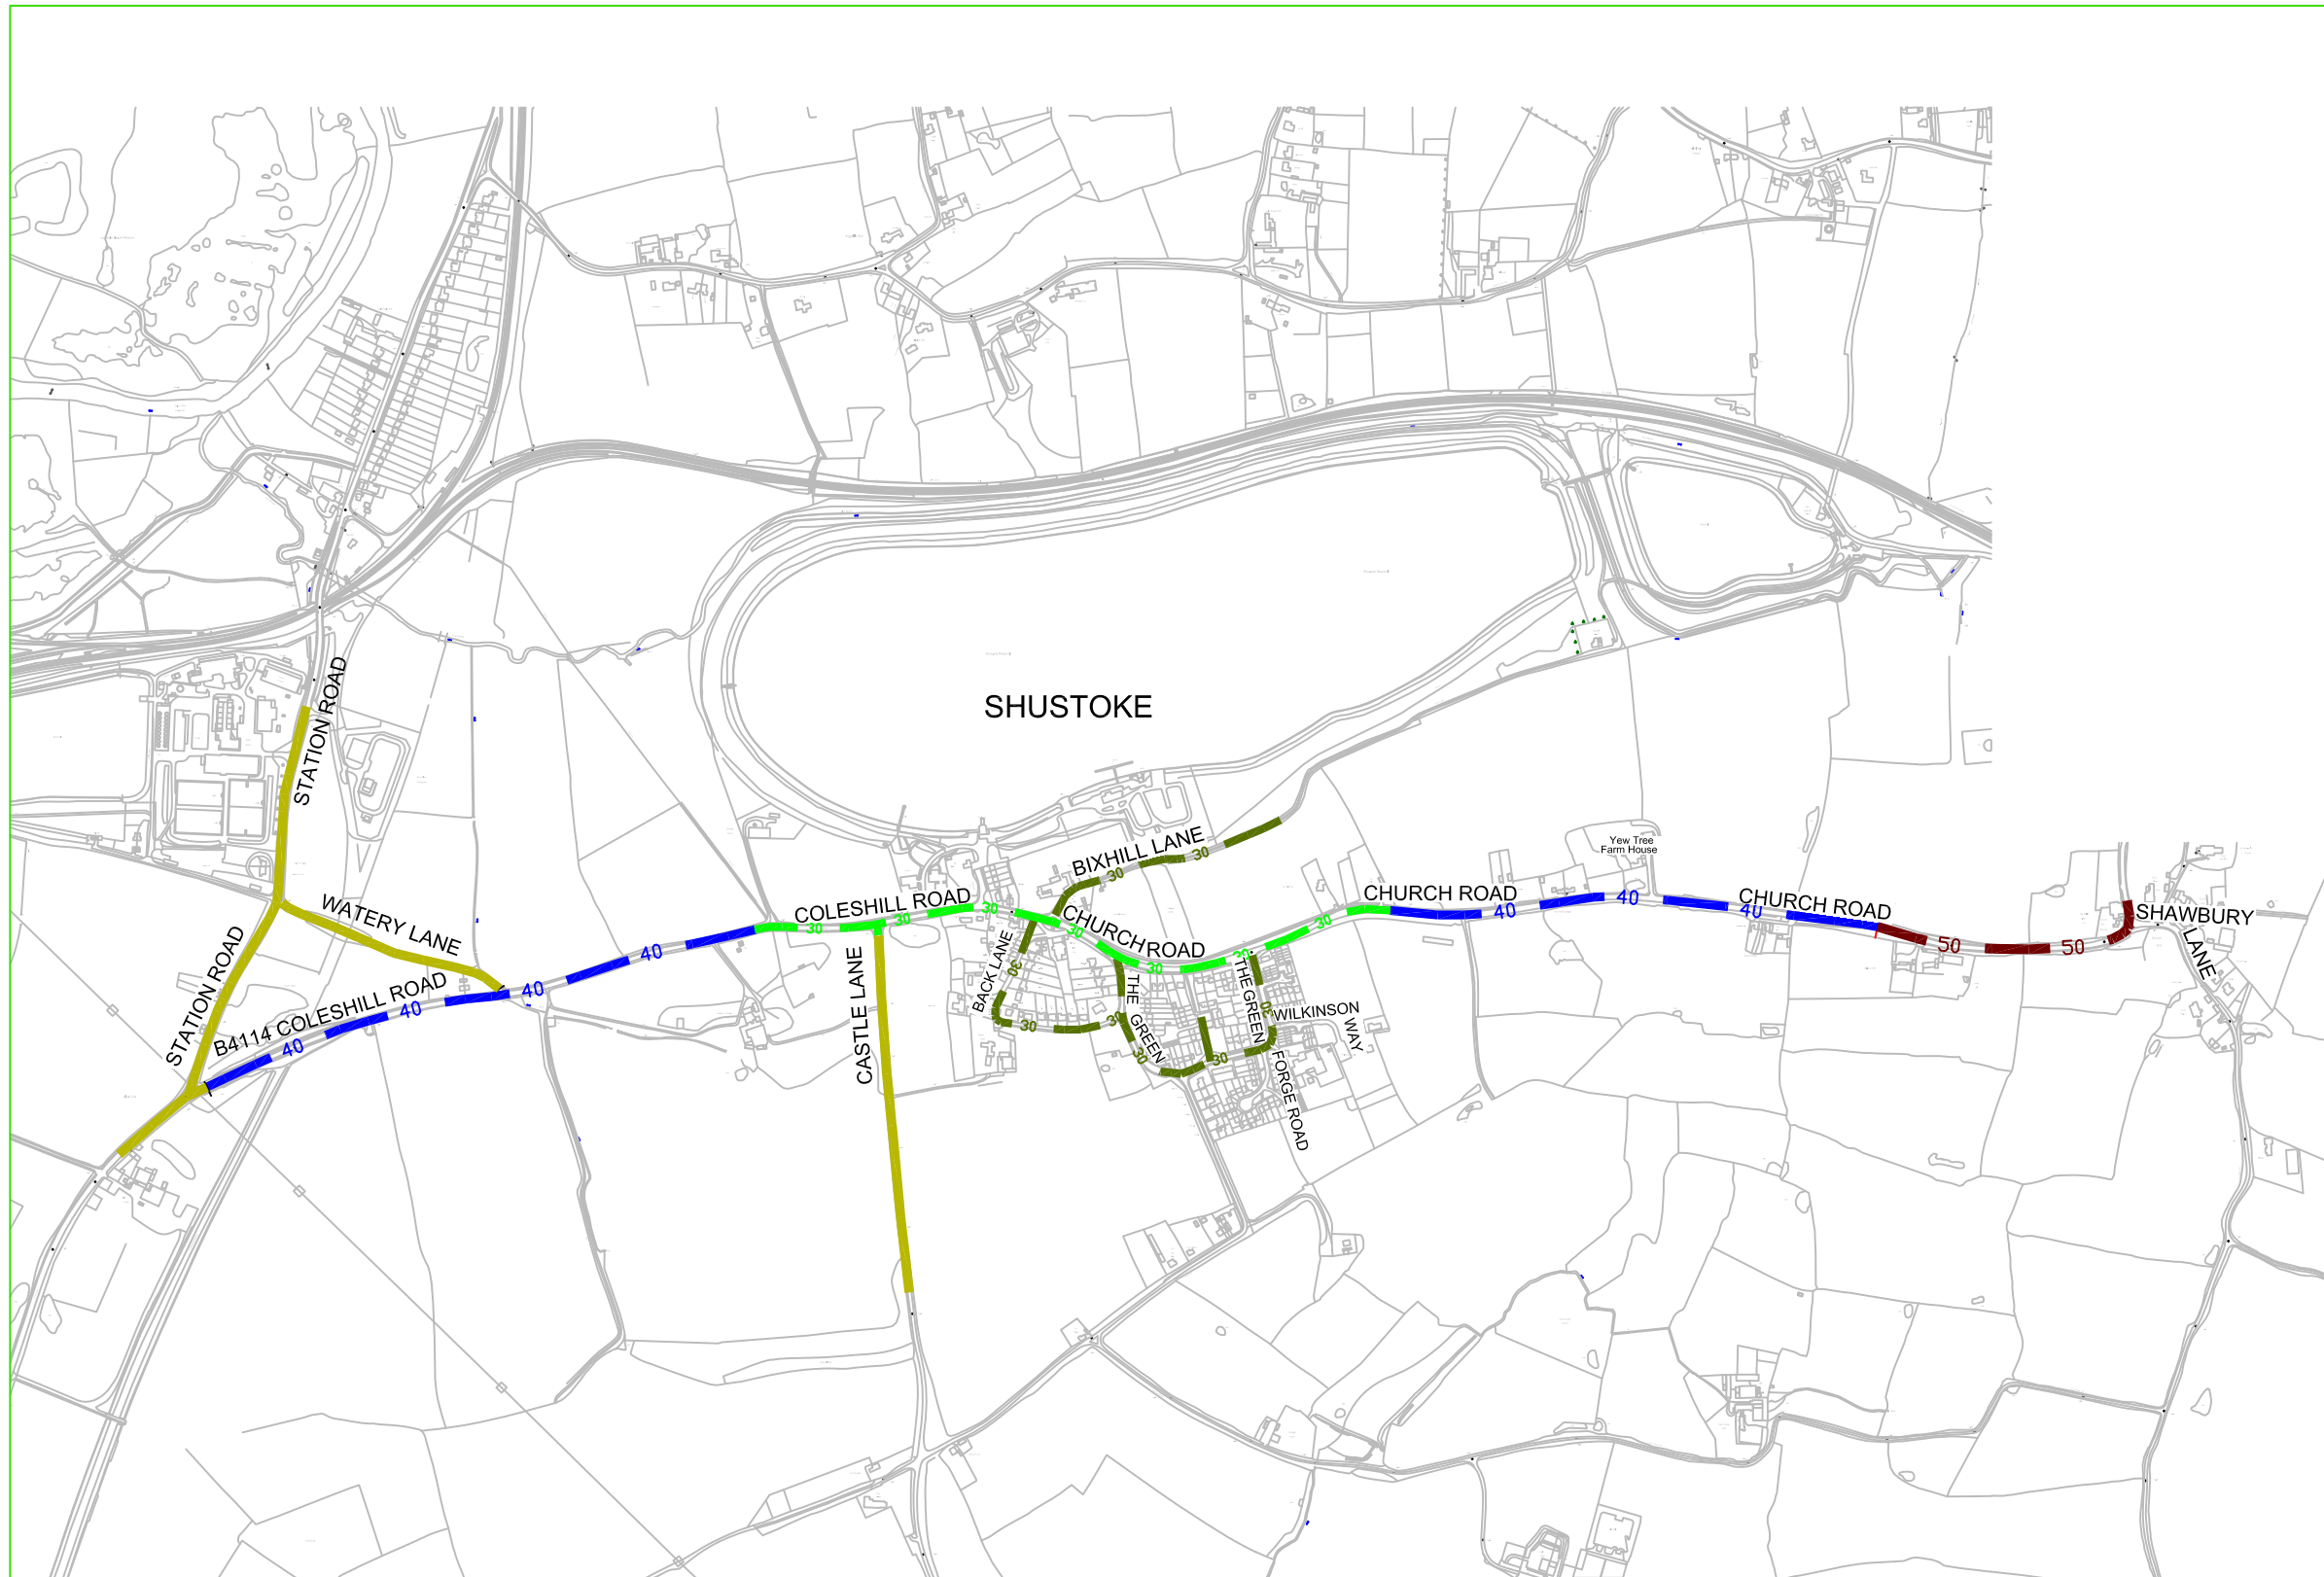 SHUSTOKE
STATION ROAD
Yew Tree
Farm House
BIXHILL LANE
30
30
COLESHILL ROAD
30
30
30
CHURCH ROAD
30
30
30
30
CHURCH ROAD
40
40
40
CHURCH ROAD
50
50
SHAWBURY
LANE
WATERY LANE
STATION ROAD
B4114 COLESHILL ROAD
40
40
40
40
CASTLE LANE
BACK LANE
30
30
30
THE
GREEN
30
30
THE GREEN
30
WILKINSON
WAY
FORGE ROAD